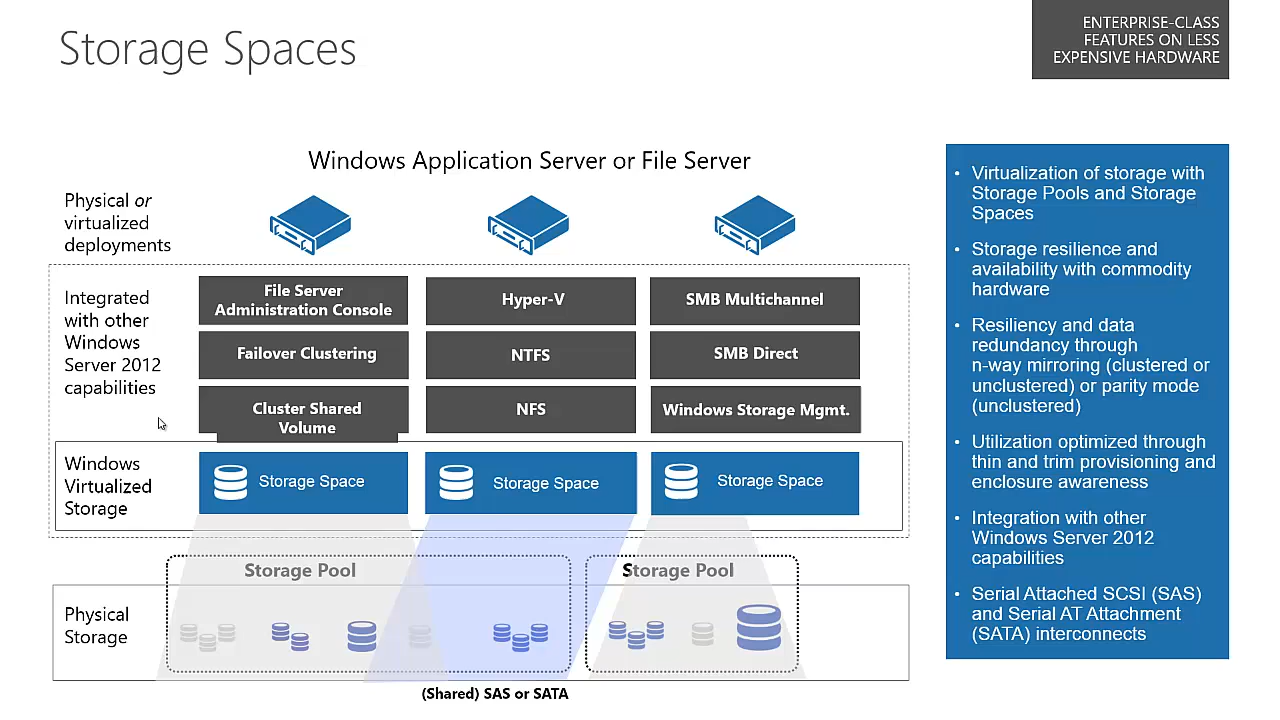 Storage Spaces
ENTERPRISE-CLASS
FEATURES ON LESS
EXPENSIVE HARDWARE
Windows Application Server or File Server
Physical or
virtualized
deployments
Integrated
with other
Windows
Server 2012
capabilities
File Server
Administration Console
Hyper-V
SMB Multichannel
Failover Clustering
NTFS
SMB Direct
Cluster Shared
Volume
NFS
Windows Storage Mgmt.
Windows
Virtualized
Storage
Storage Space
Storage Space
Storage Space
Storage Pool
Storage Pool
Physical
Storage
(Shared) SAS or SATA
• Virtualization of storage with
Storage Pools and Storage
Spaces
• Storage resilience and
availability with commodity
hardware
• Resiliency and data
redundancy through
n-way mirroring (clustered or
unclustered) or parity mode
(unclustered)
• Utilization optimized through
thin and trim provisioning and
enclosure awareness
• Integration with other
Windows Server 2012
capabilities
• Serial Attached SCSI (SAS)
and Serial AT Attachment
(SATA) interconnects